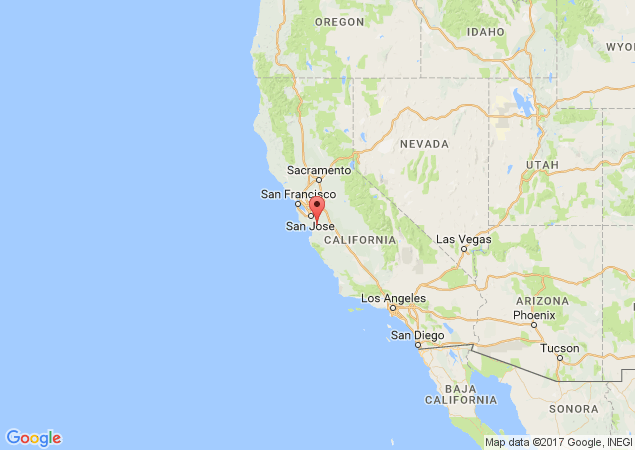 OREGON
IDAHO
WYO
NEVADA
UTAH
Sacramento
San Francisco
San Jose
CALIFORNIA
Las Vegas
Los Angeles
ARIZONA
Phoenix
San Diego
Tucson
BAJA
CALIFORNIA
SONORA
Google
Map data ©2017 Google, INEGI